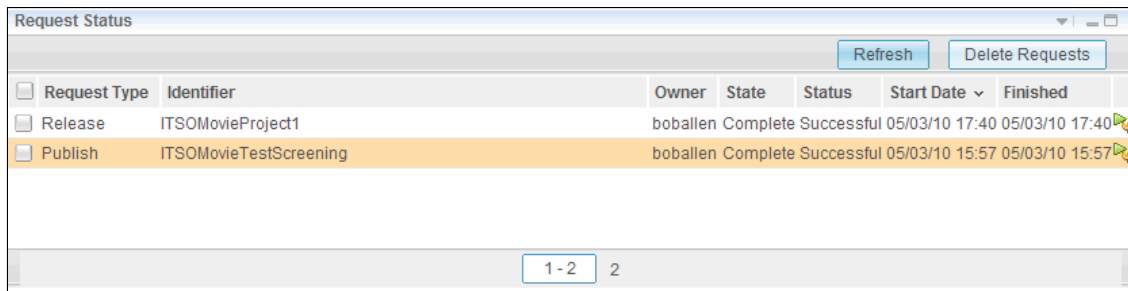 Request Status
Refresh Delete Requests
Request Type Identifier Owner State Status Start Date Finished
Release ITSOMovieProject1 boballen Complete Successful 05/03/10 17:40 05/03/10 17:40
Publish ITSOMovieTestScreening boballen Complete Successful 05/03/10 15:57 05/03/10 15:57
1 - 2 2